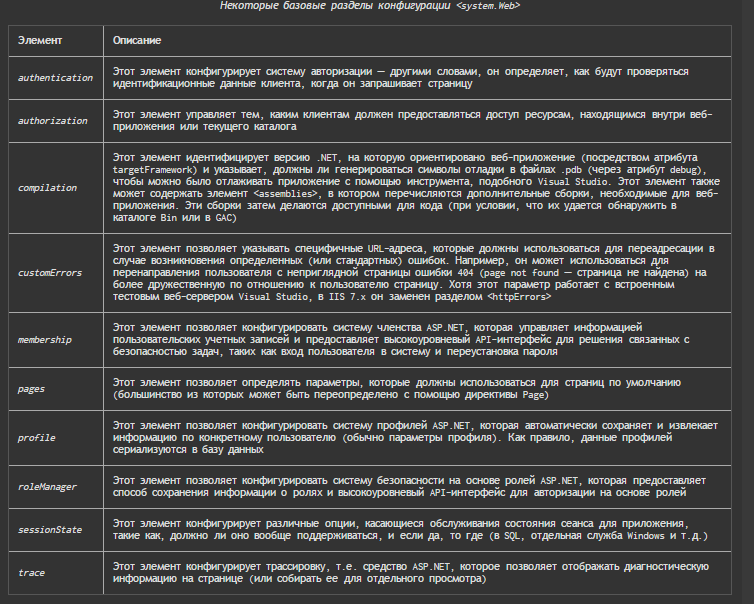 Некоторые базовые разделы конфигурации <system.Web>
Элемент Описание
authentication
Этот элемент конфигурирует систему авторизации — другими словами, он определяет, как будут проверяться
идентификационные данные клиента, когда он запрашивает страницу
authorization
Этот элемент управляет тем, каким клиентам должен предоставляться доступ ресурсам, находящимся внутри веб-
приложения или текущего каталога
compilation
Этот элемент идентифицирует версию .NET, на которую ориентировано веб-приложение (посредством атрибута
targetFramework) и указывает, должны ли генерироваться символы отладки в файлах .pdb (через атрибут debug),
чтобы можно было отлаживать приложение с помощью инструмента, подобного Visual Studio. Этот элемент также
может содержать элемент <assemblies>, в котором перечисляются дополнительные сборки, необходимые для веб-
приложения. Эти сборки затем делаются доступными для кода (при условии, что их удается обнаружить в
каталоге Bin или в GAC)
customErrors
Этот элемент позволяет указывать специфичные URL-адреса, которые должны использоваться для переадресации в
случае возникновения определенных (или стандартных) ошибок. Например, он может использоваться для
перенаправления пользователя с неприглядной страницы ошибки 404 (page not found — страница не найдена) на
более дружественную по отношению к пользователю страницу. Хотя этот параметр работает с встроенным
тестовым веб-сервером Visual Studio, в IIS 7.x он заменен разделом <httpErrors>
membership
Этот элемент позволяет конфигурировать систему членства ASP.NET, которая управляет информацией
пользовательских учетных записей и предоставляет высокоуровневый API-интерфейс для решения связанных с
безопасностью задач, таких как вход пользователя в систему и переустановка пароля
pages
Этот элемент позволяет определять параметры, которые должны использоваться для страниц по умолчанию
(большинство из которых может быть переопределено с помощью директивы Page)
profile
Этот элемент позволяет конфигурировать систему профилей ASP.NET, которая автоматически сохраняет и извлекает
информацию по конкретному пользователю (обычно параметры профиля). Как правило, данные профилей
сериализуются в базу данных
roleManager
Этот элемент позволяет конфигурировать систему безопасности на основе ролей ASP.NET, которая предоставляет
способ сохранения информации о ролях и высокоуровневый API-интерфейс для авторизации на основе ролей
sessionState
Этот элемент конфигурирует различные опции, касающиеся обслуживания состояния сеанса для приложения,
такие как, должно ли оно вообще поддерживаться, и если да, то где (в SQL, отдельная служба Windows и т.д.)
trace
Этот элемент конфигурирует трассировку, т.е. средство ASP.NET, которое позволяет отображать диагностическую
информацию на странице (или собирать ее для отдельного просмотра)